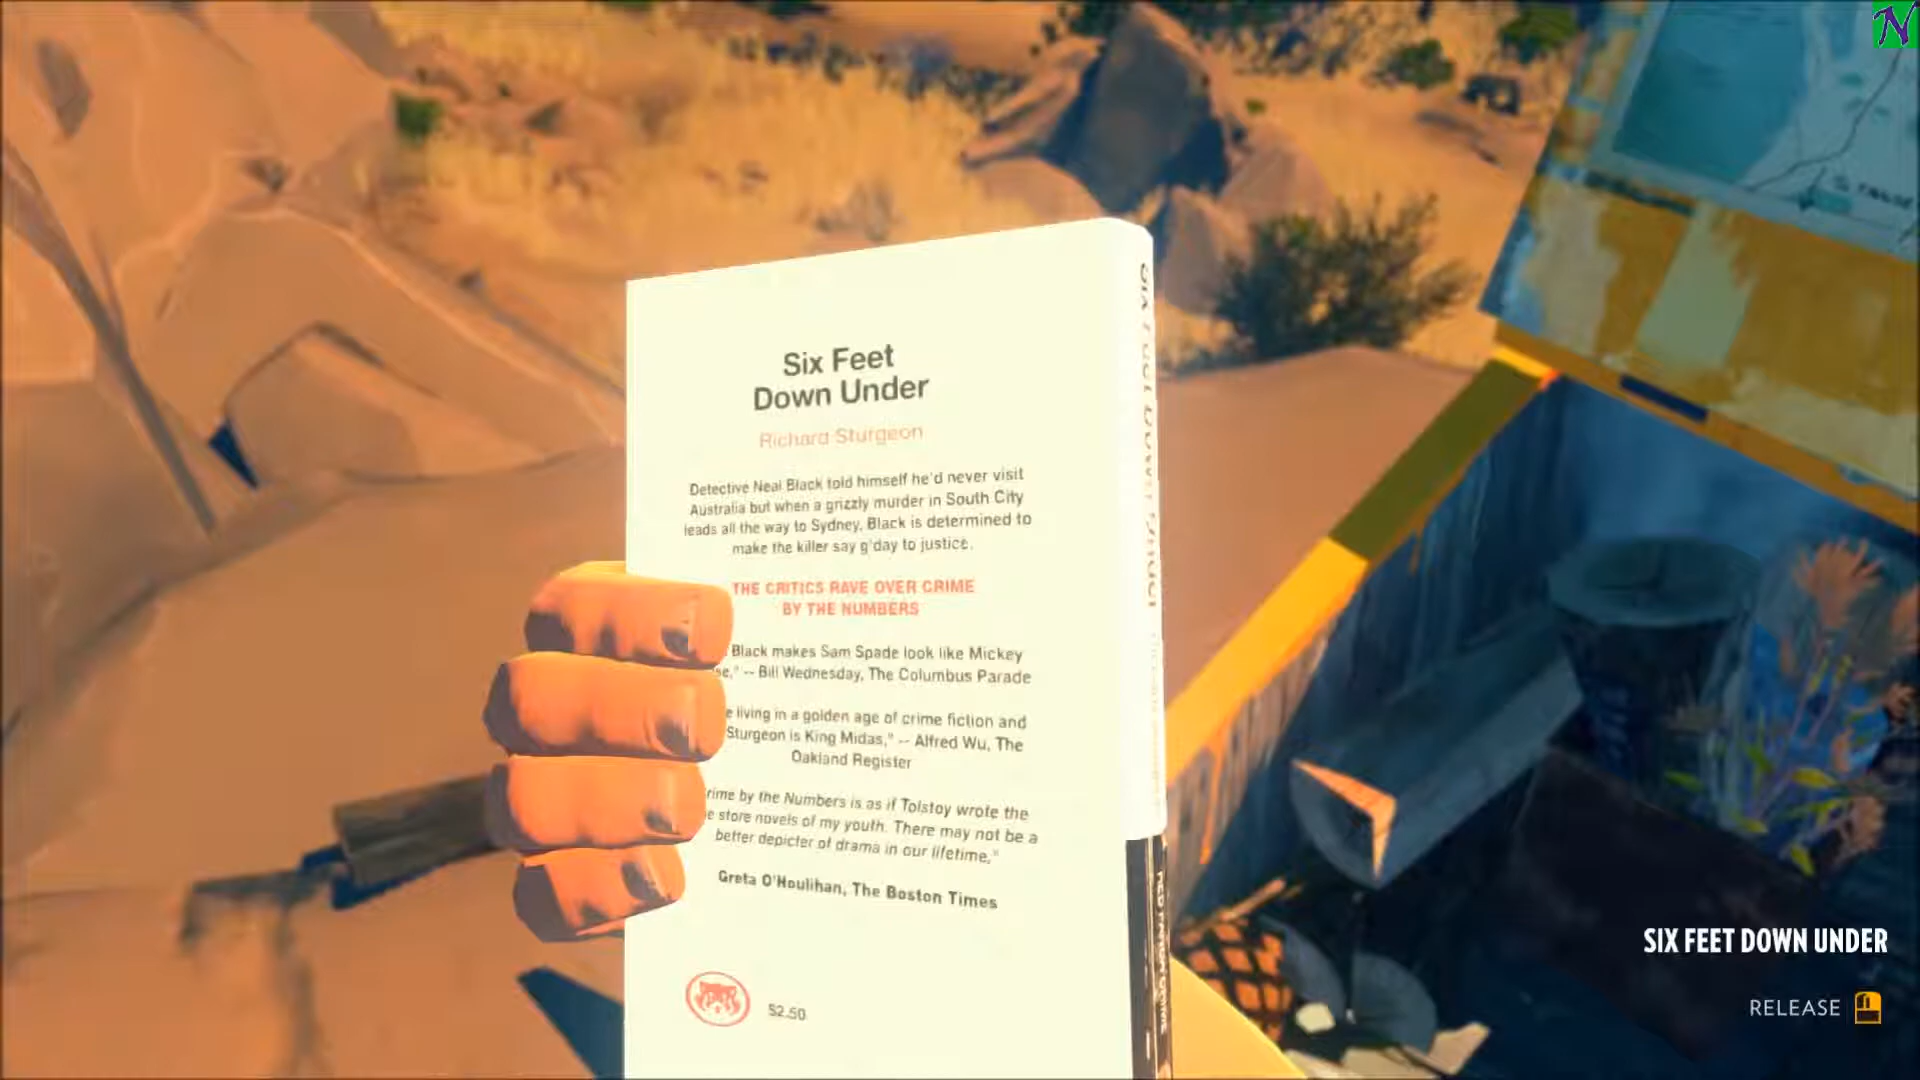 Six Feet
Down Under
Richard Sturgeon
Detective Neal Black told himself he'd never visit
Australia but when a grizzly murder in South City
leads all the way to Sydney, Black is determined to
make the killer say g'day to justice.
THE CRITICS RAVE OVER CRIME
BY THE NUMBERS
Black makes Sam Spade look like Mickey
se," -- Bill Wednesday, The Columbus Parade
e living in a golden age of crime fiction and
Sturgeon is King Midas," -- Alfred Wu, The
Oakland Register
rime by the Numbers is as if Tolstoy wrote the
e store novels of my youth. There may not be a
better depicter of drama in our lifetime,"
Greta O'Houlihan, The Boston Times
$2.50
N
SIX FEET DOWN UNDER
RELEASE